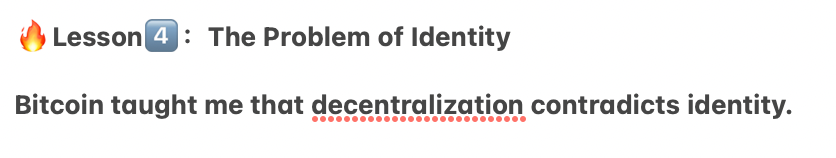 🔥Lesson4️⃣： The Problem of Identity
Bitcoin taught me that decentralization contradicts identity.